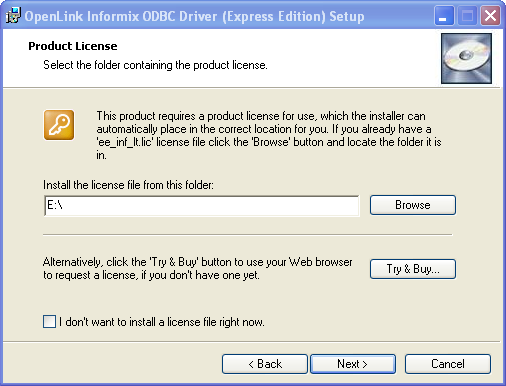 OpenLink Informix ODBC Driver (Express Edition) Setup
Product License
Select the folder containing the product license.
This product requires a product license for use, which the installer can
automatically place in the correct location for you. If you already have a
'ee_inf_lt.lic' license file click the 'Browse' button and locate the folder it is
in.
Install the license file from this folder:
E:\
Browse
Alternatively, click the 'Try & Buy' button to use your Web browser
to request a license, if you don't have one yet.
Try & Buy...
I don't want to install a license file right now.
< Back
Next >
Cancel